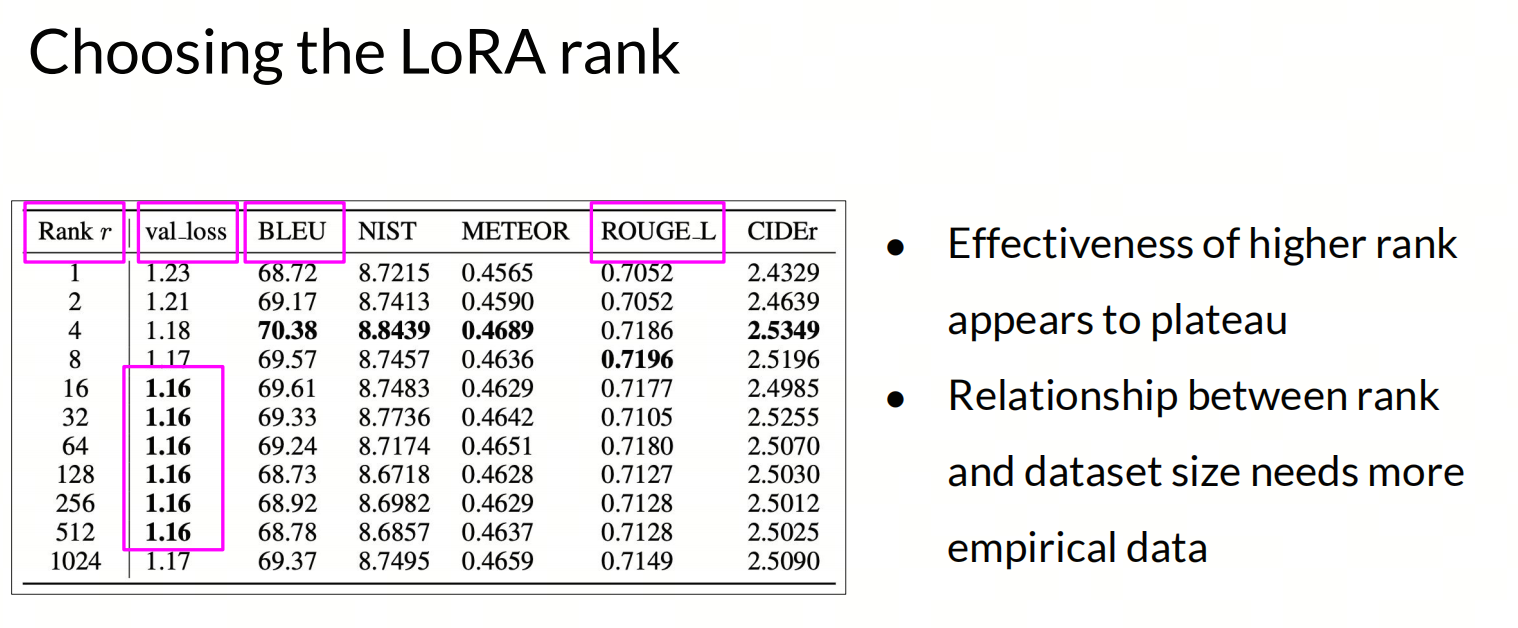 Choosing the LoRA rank
Rank r val_loss BLEU NIST METEOR ROUGE_L CIDEr
1 1.23 68.72 8.7215 0.4565 0.7052 2.4329
2 1.21 69.17 8.7413 0.4590 0.7052 2.4639
4 1.18 70.38 8.8439 0.4689 0.7186 2.5349
8 1.17 69.57 8.7457 0.4636 0.7196 2.5196
16 1.16 69.61 8.7483 0.4629 0.7177 2.4985
32 1.16 69.33 8.7736 0.4642 0.7105 2.5255
64 1.16 69.24 8.7174 0.4651 0.7180 2.5070
128 1.16 68.73 8.6718 0.4628 0.7127 2.5030
256 1.16 68.92 8.6982 0.4629 0.7128 2.5012
512 1.16 68.78 8.6857 0.4637 0.7128 2.5025
1024 1.17 69.37 8.7495 0.4659 0.7149 2.5090
● Effectiveness of higher rank
appears to plateau
● Relationship between rank
and dataset size needs more
empirical data